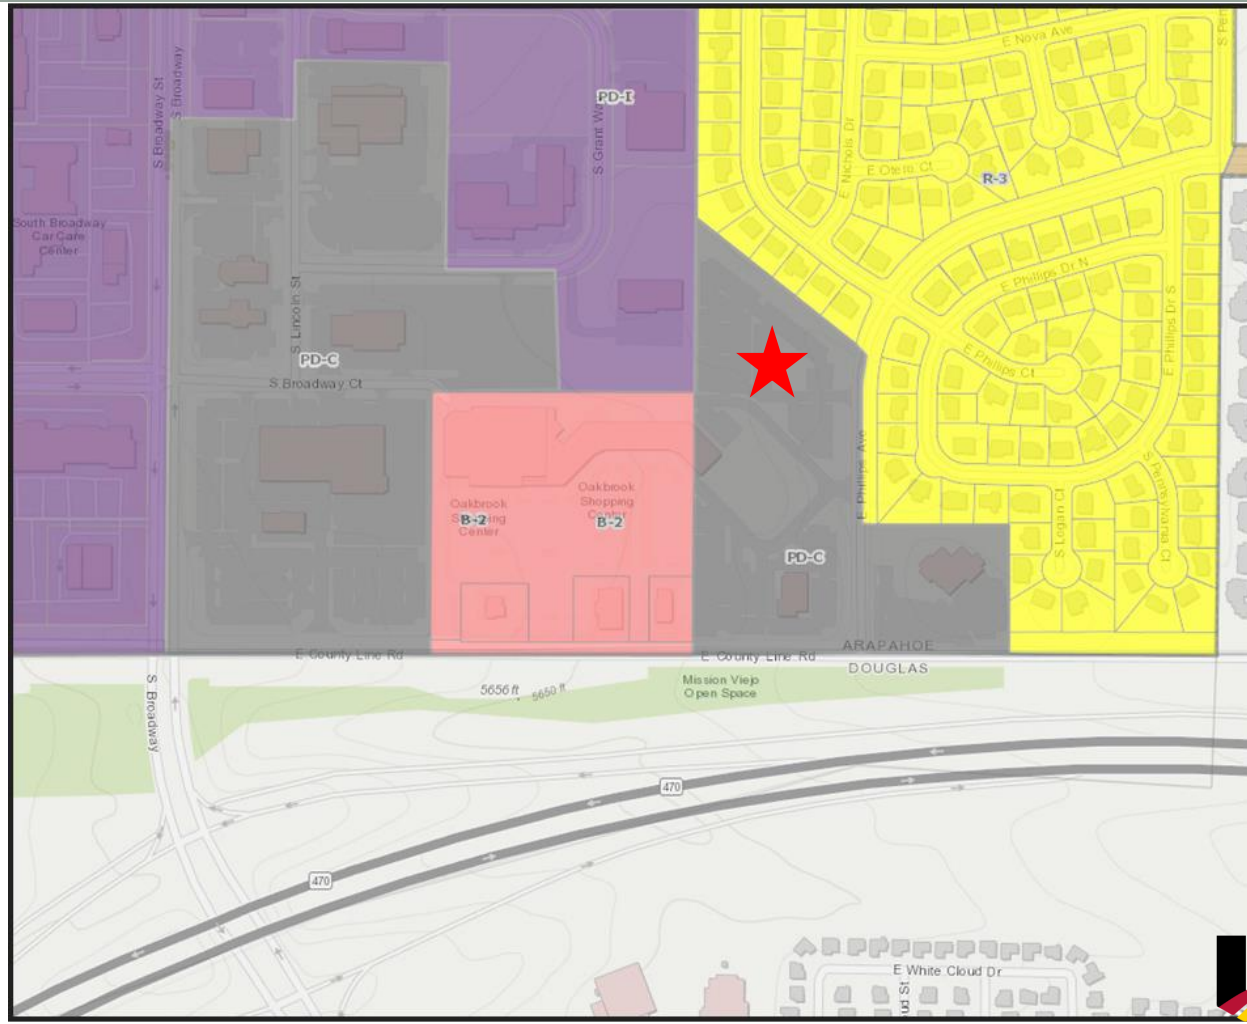 E Nova Ave
S Broadway
S Broadway St
PD-I
S Grant Way
E Nichols Dr
E Otero Ct
R-3
South Broadway
Car Care
Center
E Phillips Dr N
E Phillips Dr S
S Lincoln St
PD-C
S Broadway Ct
E Phillips Ct
E Phillips Ave
Oakbrook
Shopping
Center
B-2
Oakbrook
Shopping
Center
B-2
S Logan Ct
S Pennsylvania Ct
PD-C
E County Line Rd
E County Line Rd
ARAPAHOE
DOUGLAS
Mission Viejo
Open Space
5656 ft
5650 ft
S Broadway
470
470
E White Cloud Dr